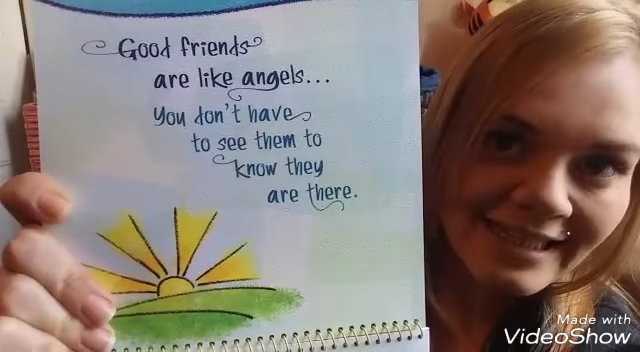 Good friends
are like angels...
You don't have
to see them to
know they
are there.
Made with
VideoShow